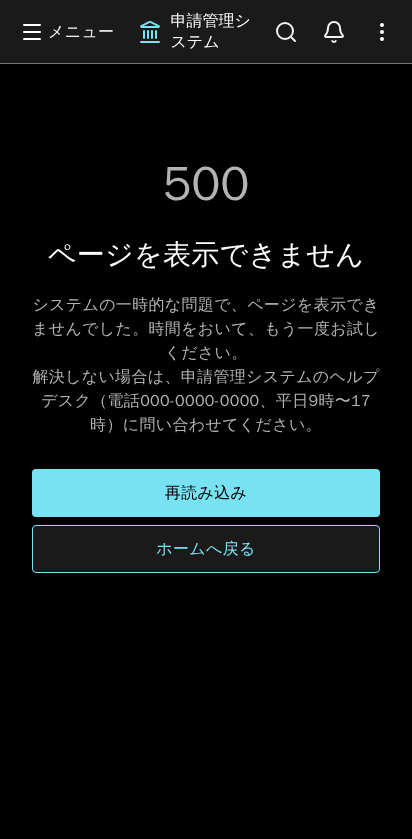 メニュー
申請管理シ
ステム
500
ページを表示できません
システムの一時的な問題で、ページを表示でき
ませんでした。時間をおいて、もう一度お試し
ください。
解決しない場合は、申請管理システムのヘルプ
デスク（電話000-0000-0000、平日9時〜17
時）に問い合わせてください。
再読み込み
ホームへ戻る